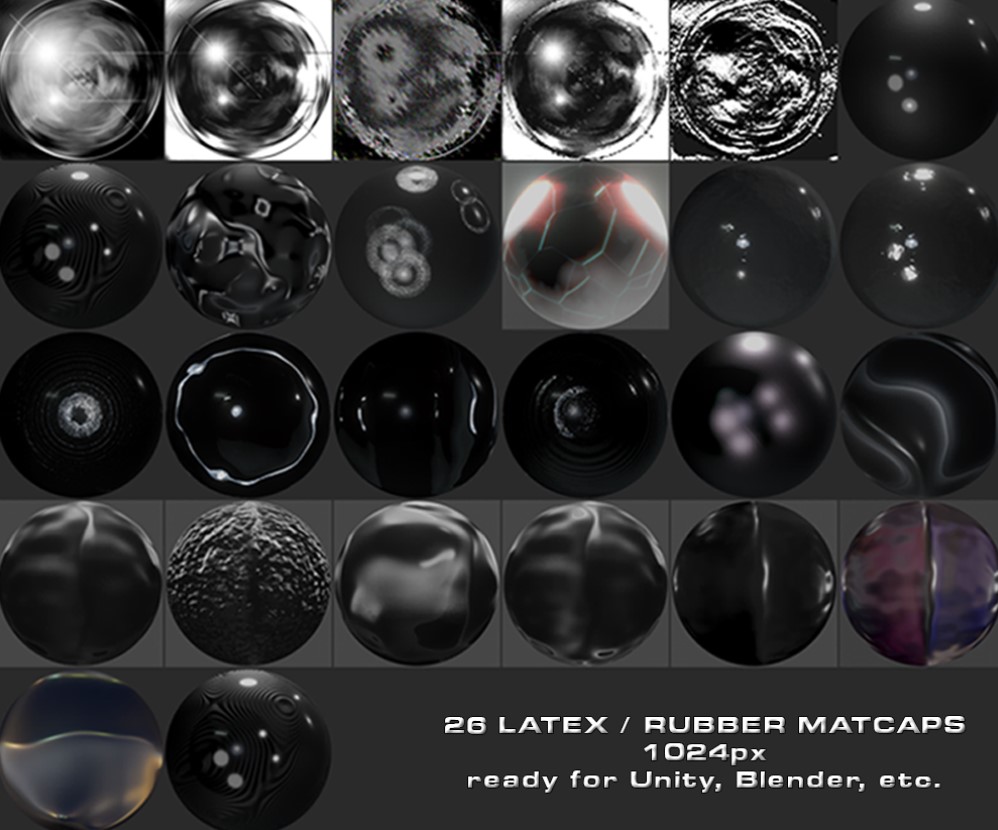 26 LATEX / RUBBER MATCAPS
1024px
ready for Unity, Blender, etc.